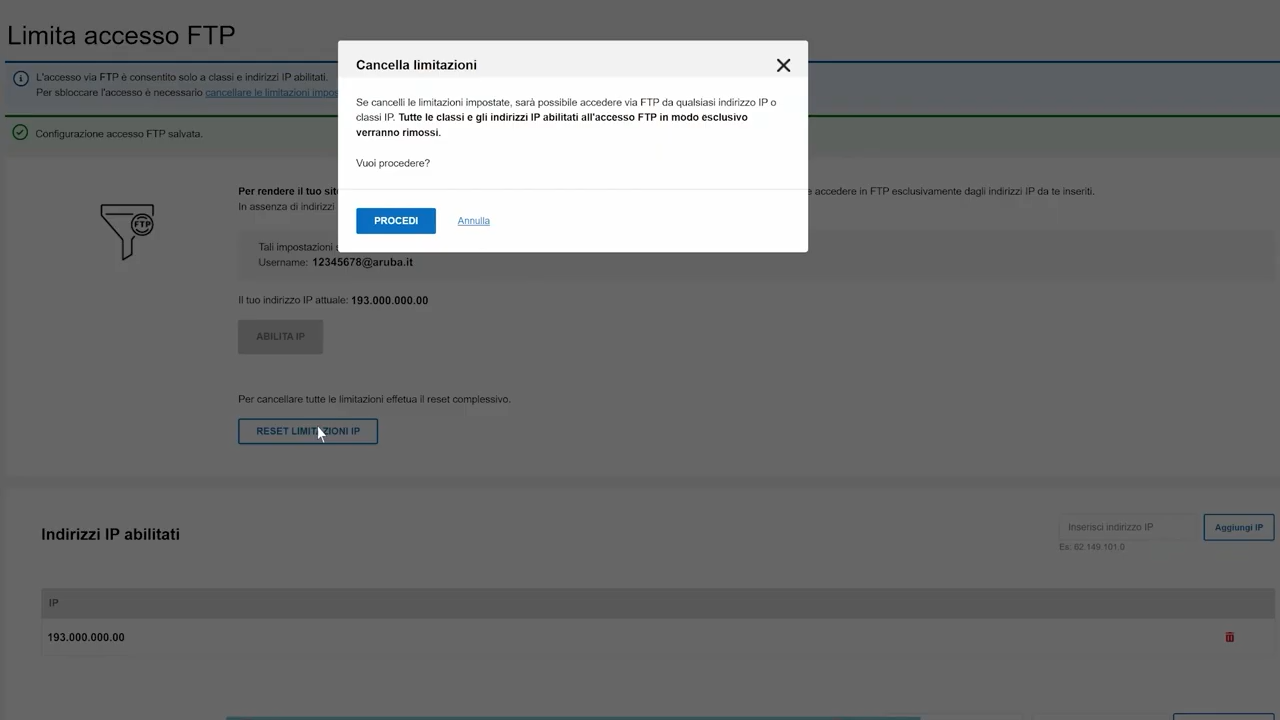 Limita accesso FTP
L'accesso via FTP è consentito solo a classi e indirizzi IP abilitati.
Per sbloccare l'accesso è necessario cancellare le limitazioni impos
Configurazione accesso FTP salvata.
Cancella limitazioni
Se cancelli le limitazioni impostate, sarà possibile accedere via FTP da qualsiasi indirizzo IP o
classi IP. Tutte le classi e gli indirizzi IP abilitati all'accesso FTP in modo esclusivo
verranno rimossi.
Vuoi procedere?
PROCEDI Annulla
Per rendere il tuo sit e accedere in FTP esclusivamente dagli indirizzi IP da te inseriti.
In assenza di indirizzi
FTP
Tali impostazioni
Username: 12345678@aruba.it
Il tuo indirizzo IP attuale: 193.000.000.00
ABILITA IP
Per cancellare tutte le limitazioni effetua il reset complessivo.
RESET LIMITAZIONI IP
Indirizzi IP abilitati
Inserisci indirizzo IP Aggiungi IP
Ex: 62.149.101.0
IP
193.000.000.00